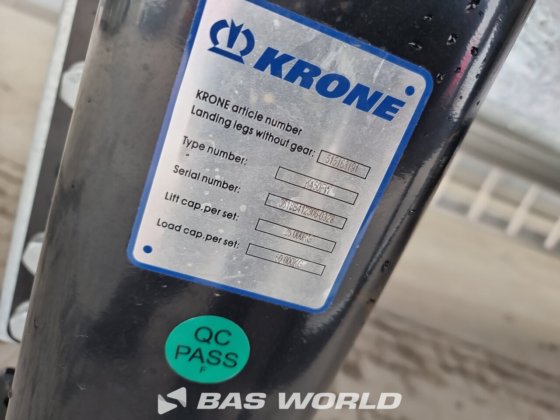 KRONE
KRONE article number
Landing legs without gear:
Type number:
Serial number:
Lift cap.per set:
Load cap.per set:
QC
PASS
F
BAS WORLD